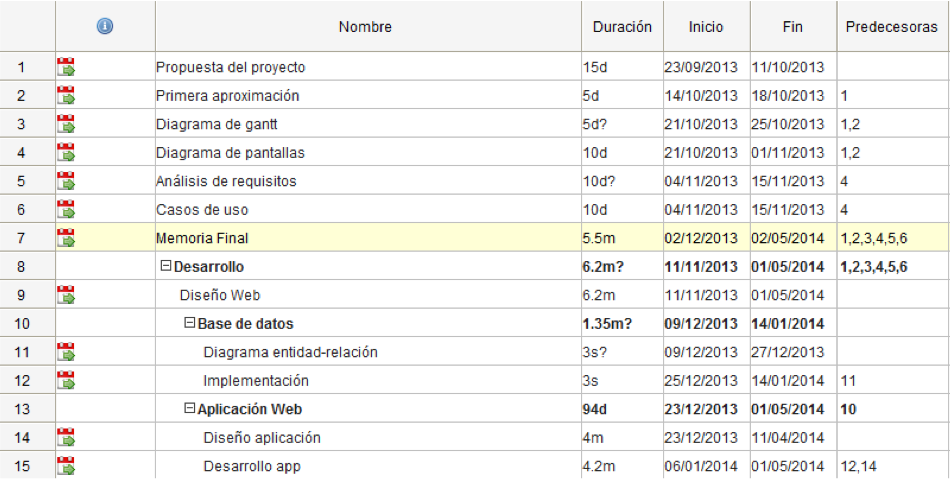 Nombre Duración Inicio Fin Predecesoras
1 Propuesta del proyecto 15d 23/09/2013 11/10/2013
2 Primera aproximación 5d 14/10/2013 18/10/2013 1
3 Diagrama de gantt 5d? 21/10/2013 25/10/2013 1,2
4 Diagrama de pantallas 10d 21/10/2013 01/11/2013 1,2
5 Análisis de requisitos 10d? 04/11/2013 15/11/2013 4
6 Casos de uso 10d 04/11/2013 15/11/2013 4
7 Memoria Final 5.5m 02/12/2013 02/05/2014 1,2,3,4,5,6
8 Desarrollo 6.2m? 11/11/2013 01/05/2014 1,2,3,4,5,6
9 Diseño Web 6.2m 11/11/2013 01/05/2014
10 Base de datos 1.35m? 09/12/2013 14/01/2014
11 Diagrama entidad-relación 3s? 09/12/2013 27/12/2013
12 Implementación 3s 25/12/2013 14/01/2014 11
13 Aplicación Web 94d 23/12/2013 01/05/2014 10
14 Diseño aplicación 4m 23/12/2013 11/04/2014
15 Desarrollo app 4.2m 06/01/2014 01/05/2014 12,14